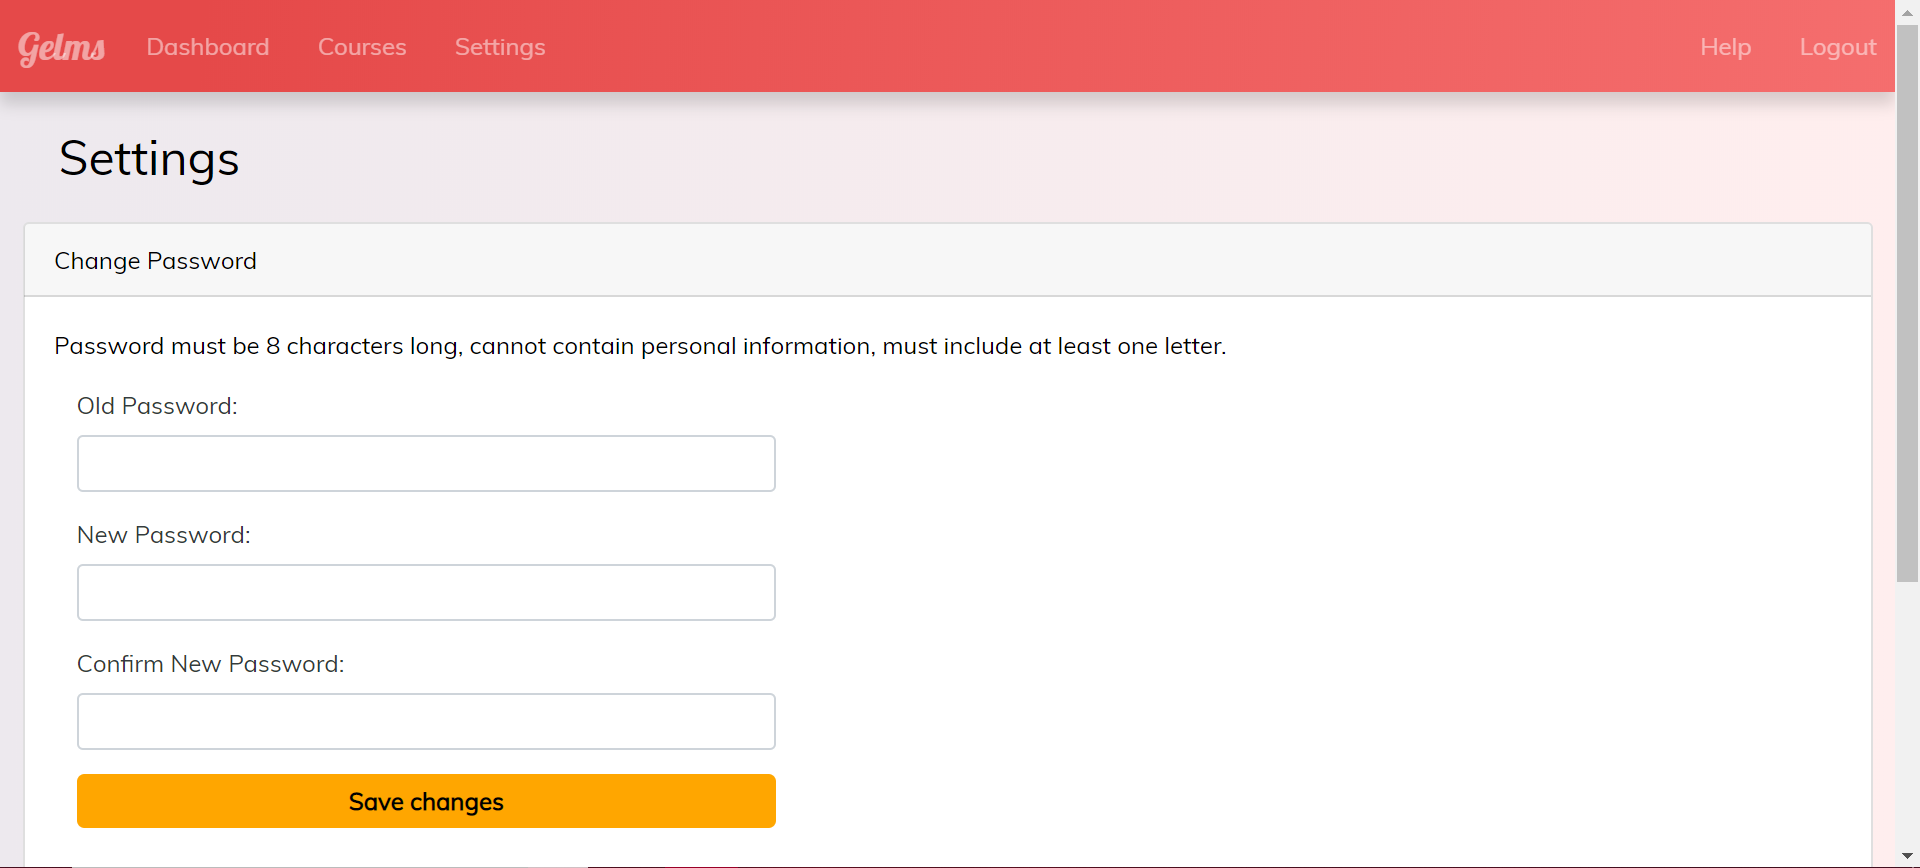 Gelms Dashboard Courses Settings Help Logout
Settings
Change Password
Password must be 8 characters long, cannot contain personal information, must include at least one letter.
Old Password:
New Password:
Confirm New Password:
Save changes